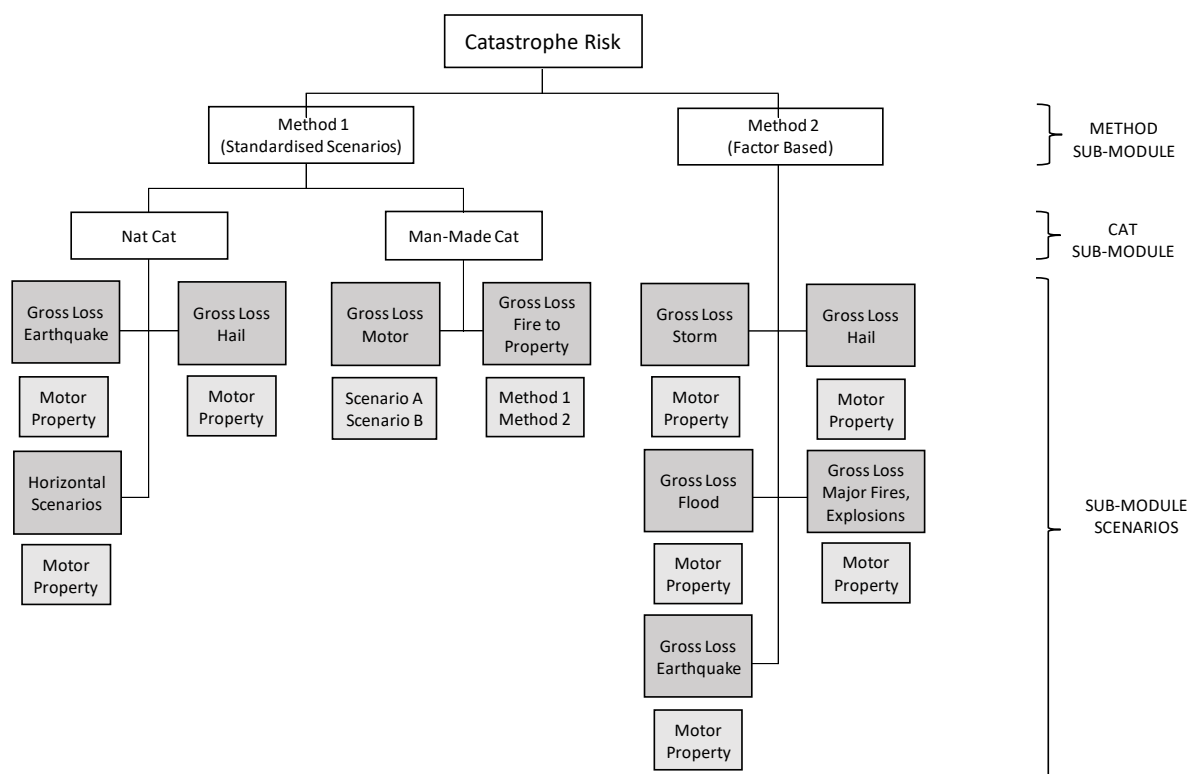 Catastrophe Risk
Method 1
(Standardised Scenarios)
Method 2
(Factor Based)
METHOD
SUB-MODULE
Nat Cat
Man-Made Cat
CAT
SUB-MODULE
Gross Loss
Earthquake
Gross Loss
Hail
Gross Loss
Motor
Gross Loss
Fire to
Property
Gross Loss
Storm
Gross Loss
Hail
Motor
Property
Motor
Property
Scenario A
Scenario B
Method 1
Method 2
Motor
Property
Motor
Property
Horizontal
Scenarios
Gross Loss
Flood
Gross Loss
Major Fires,
Explosions
SUB-MODULE
SCENARIOS
Motor
Property
Motor
Property
Motor
Property
Gross Loss
Earthquake
Motor
Property